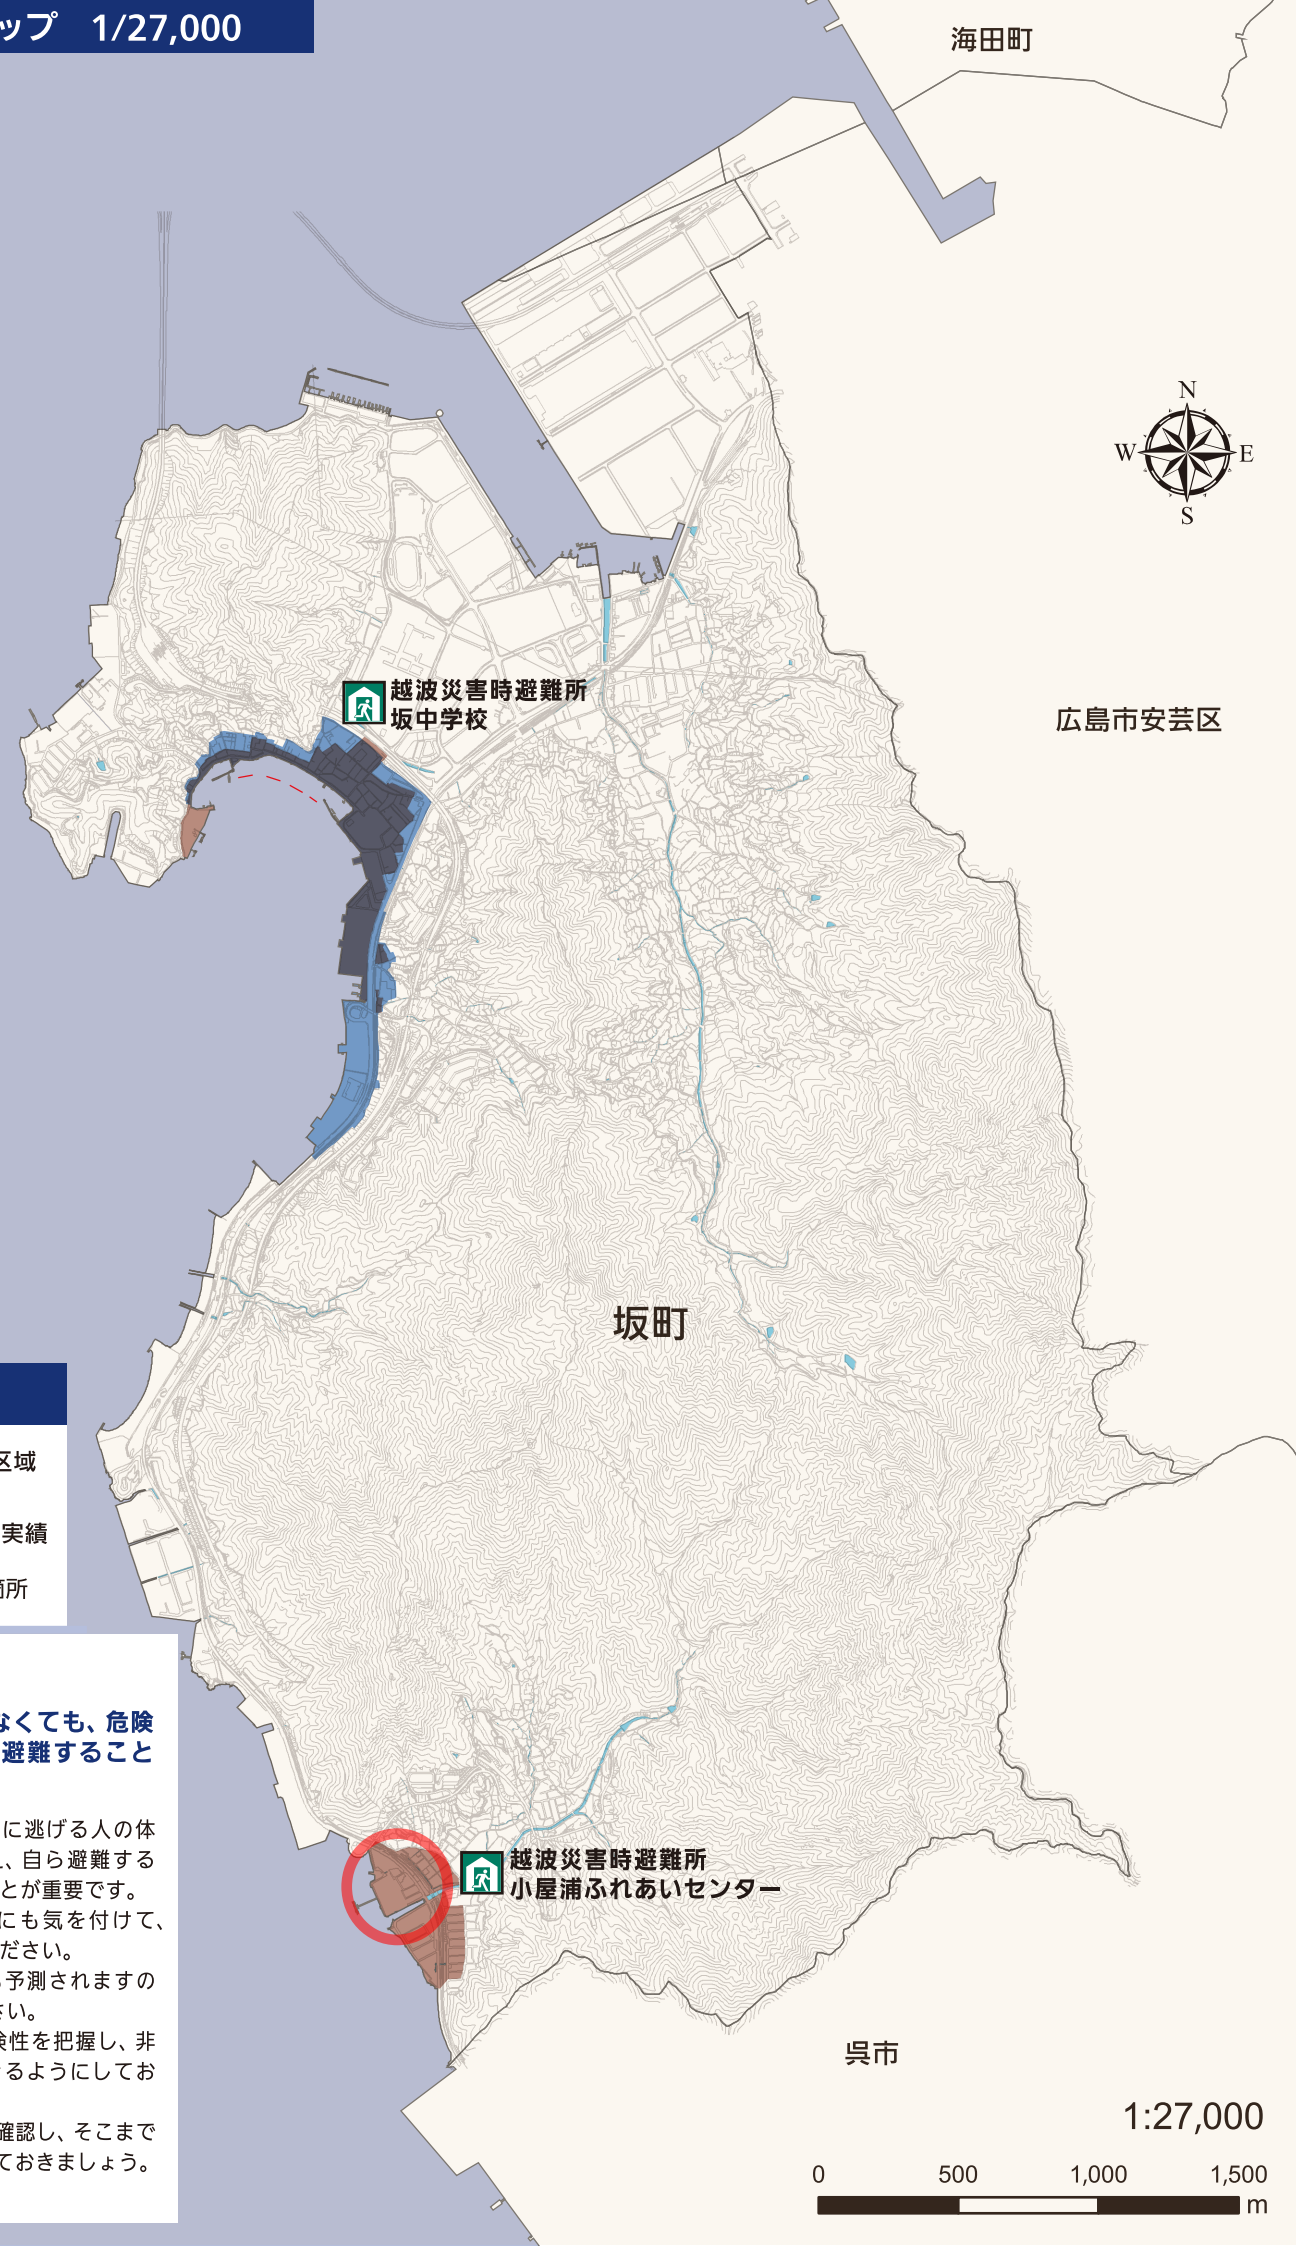 ップ 1/27,000
海田町
N
W
E
S
越波災害時避難所
坂中学校
広島市安芸区
坂町
区域
実績
箇所
なくても、危険
避難すること
に逃げる人の体
、自ら避難する
とが重要です。
にも気を付けて、
ださい。
予測されますの
さい。
険性を把握し、非
るようにしてお
確認し、そこまで
ておきましょう。
越波災害時避難所
小屋浦ふれあいセンター
呉市
1:27,000
0 500 1,000 1,500
m